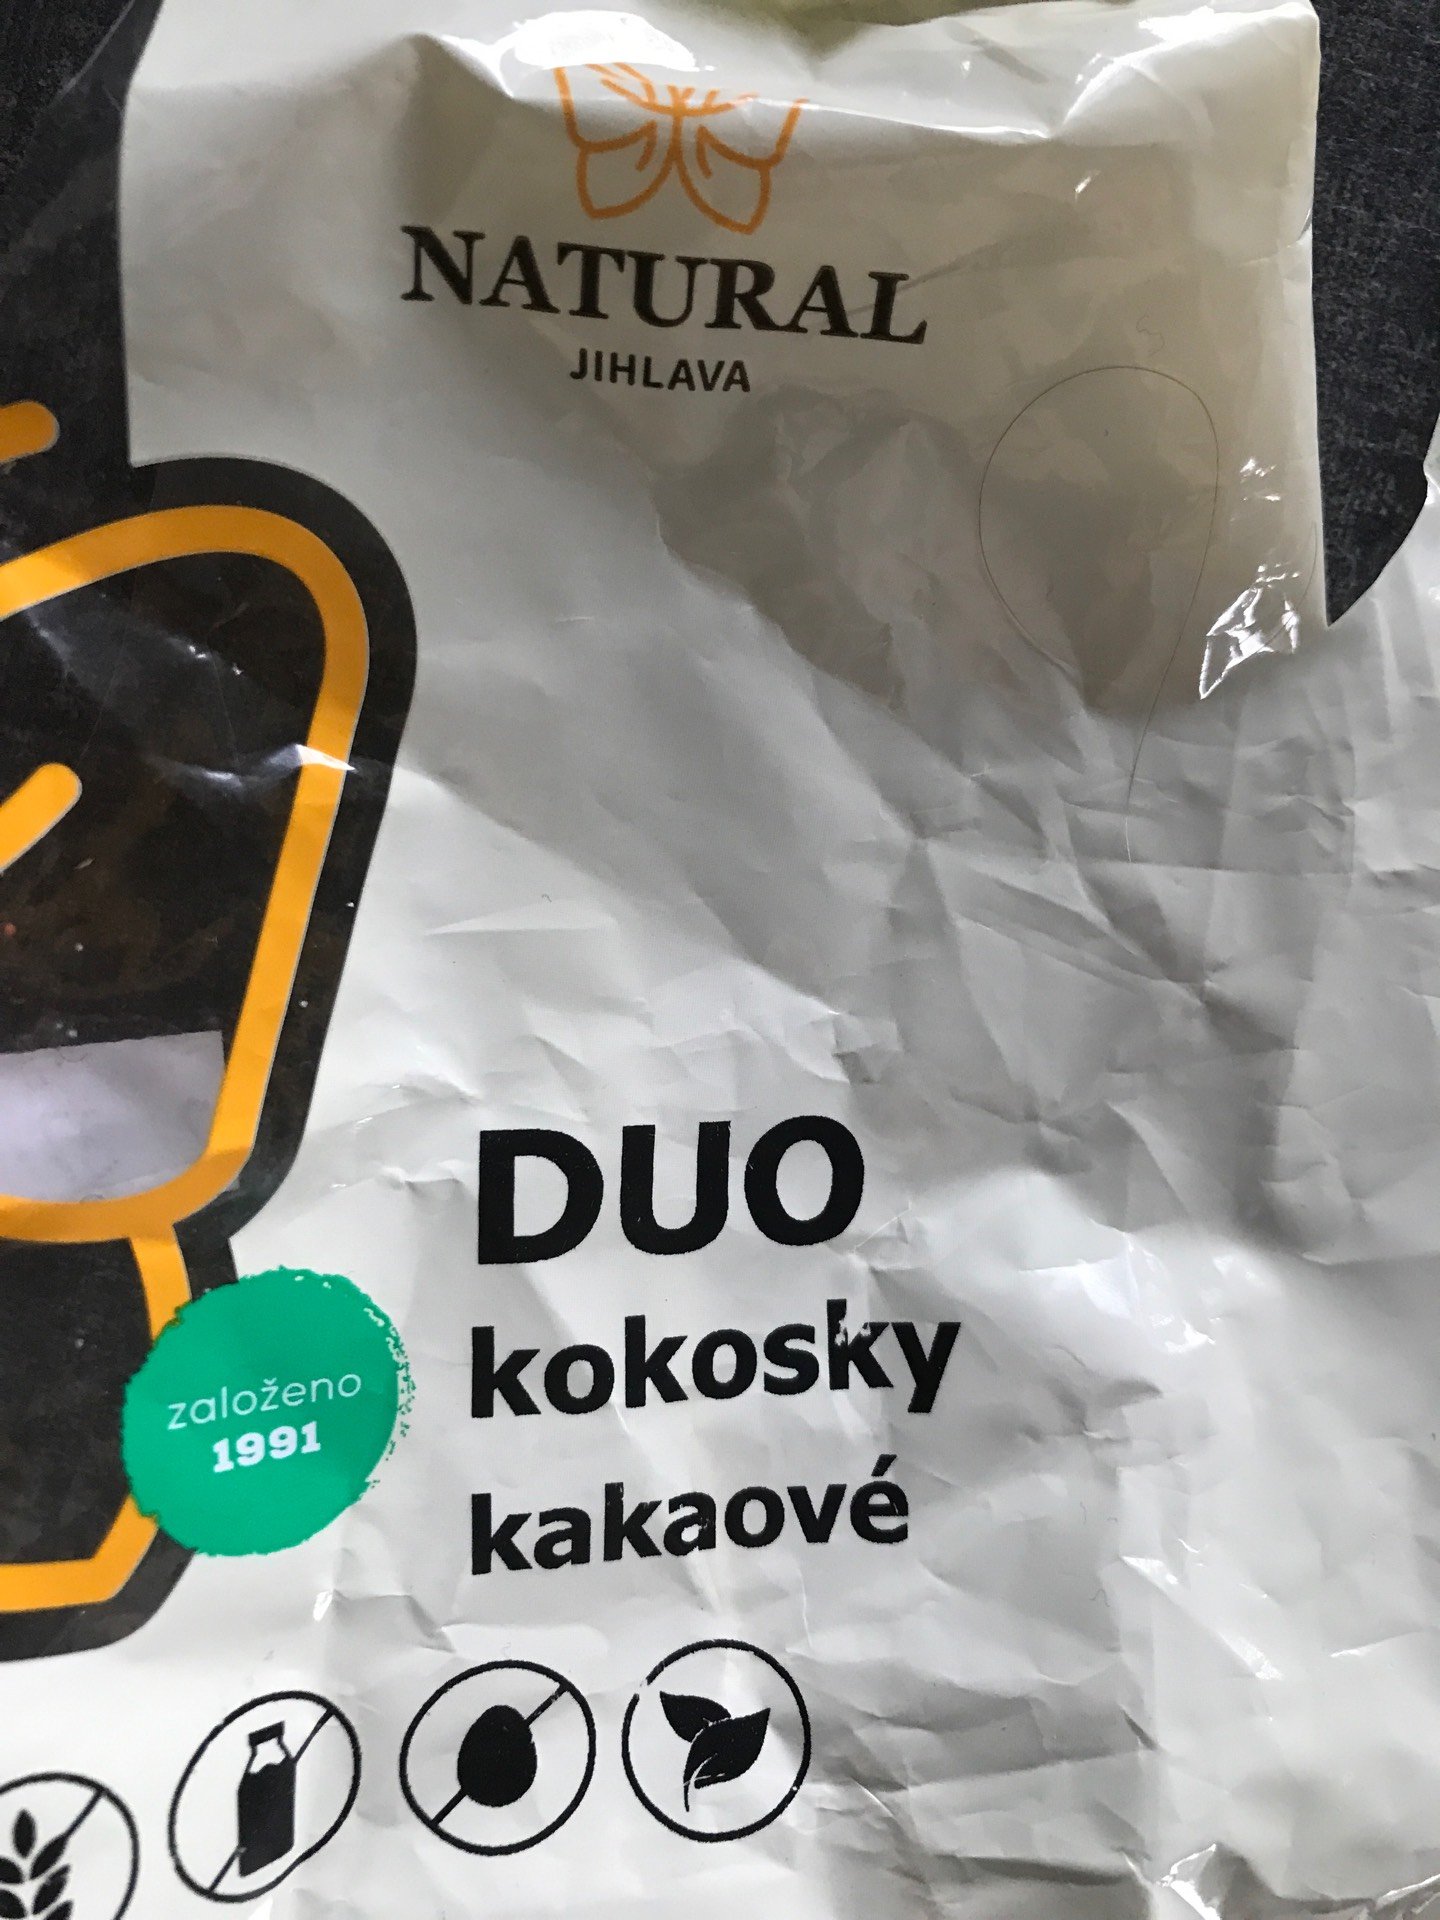 NATURAL
JIHLAVA
DUO
kokosky
kakaové
založeno
1991